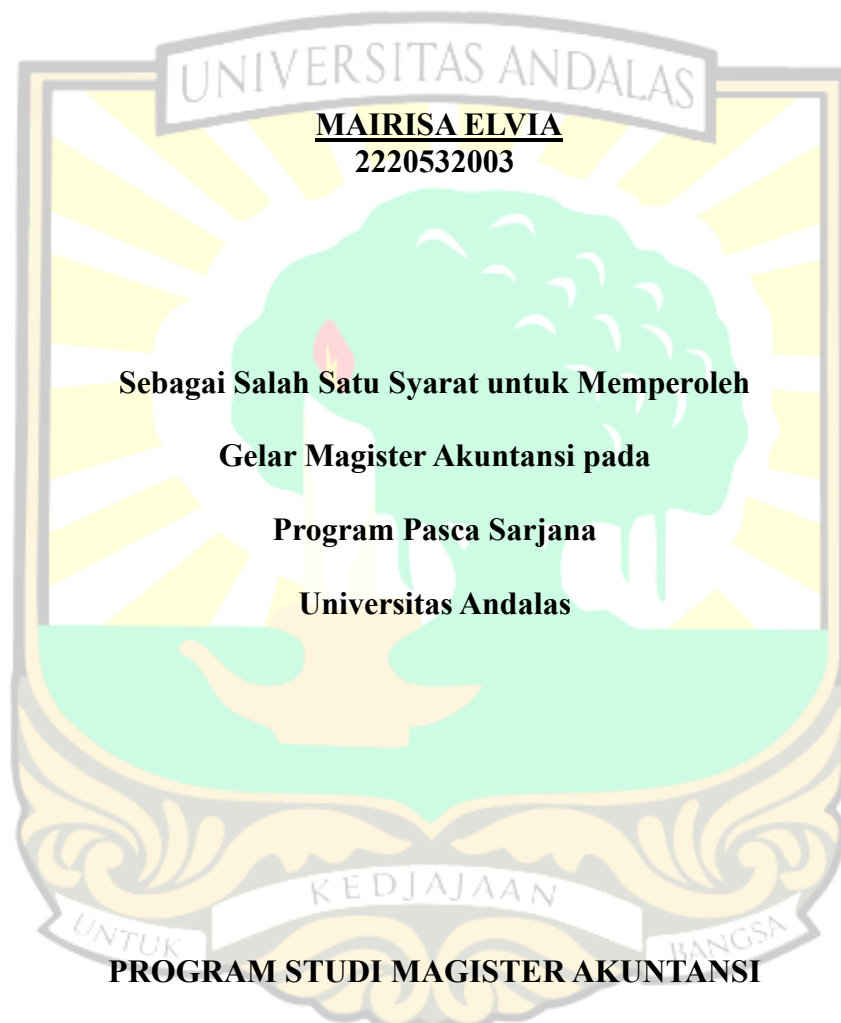 UNIVERSITAS ANDALAS
MAIRISA ELVIA
2220532003
Sebagai Salah Satu Syarat untuk Memperoleh
Gelar Magister Akuntansi pada
Program Pasca Sarjana
Universitas Andalas
KEDJAJAAN
UNTUK BANGSA
PROGRAM STUDI MAGISTER AKUNTANSI